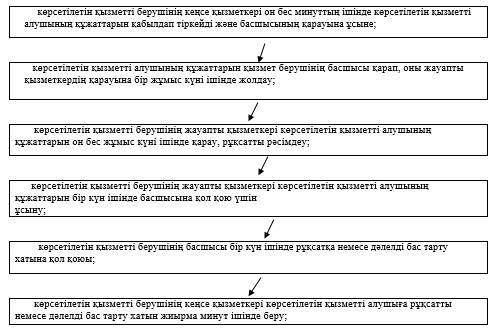 көрсетілетін қызметті берушінің кеңсе қызметкері он бес минуттың ішінде көрсетілетін қызметті
алушының құжаттарын қабылдап тіркейді және басшысының қарауына ұсыне;
көрсетілетін қызметті алушының құжаттарын қызмет берушінің басшысы қарап, оны жауапты
қызметкердің қарауына бір жұмыс күні ішінде жолдау;
көрсетілетін қызметті берушінің жауапты қызметкері көрсетілетін қызметті алушының
құжаттарын он бес жұмыс күні ішінде қарау, рұқсатты рәсімдеу;
көрсетілетін қызметті берушінің жауапты қызметкері көрсетілетін қызметті алушының
құжаттарын бір күн ішінде басшысына қол қою үшін
ұсыну;
көрсетілетін қызметті берушінің басшысы бір күн ішінде рұқсатқа немесе дәлелді бас тарту
хатына қол қоюы;
көрсетілетін қызметті берушінің кеңсе қызметкері көрсетілетін қызметті алушыға рұқсатты
немесе дәлелді бас тарту хатын жиырма минут ішінде беру;